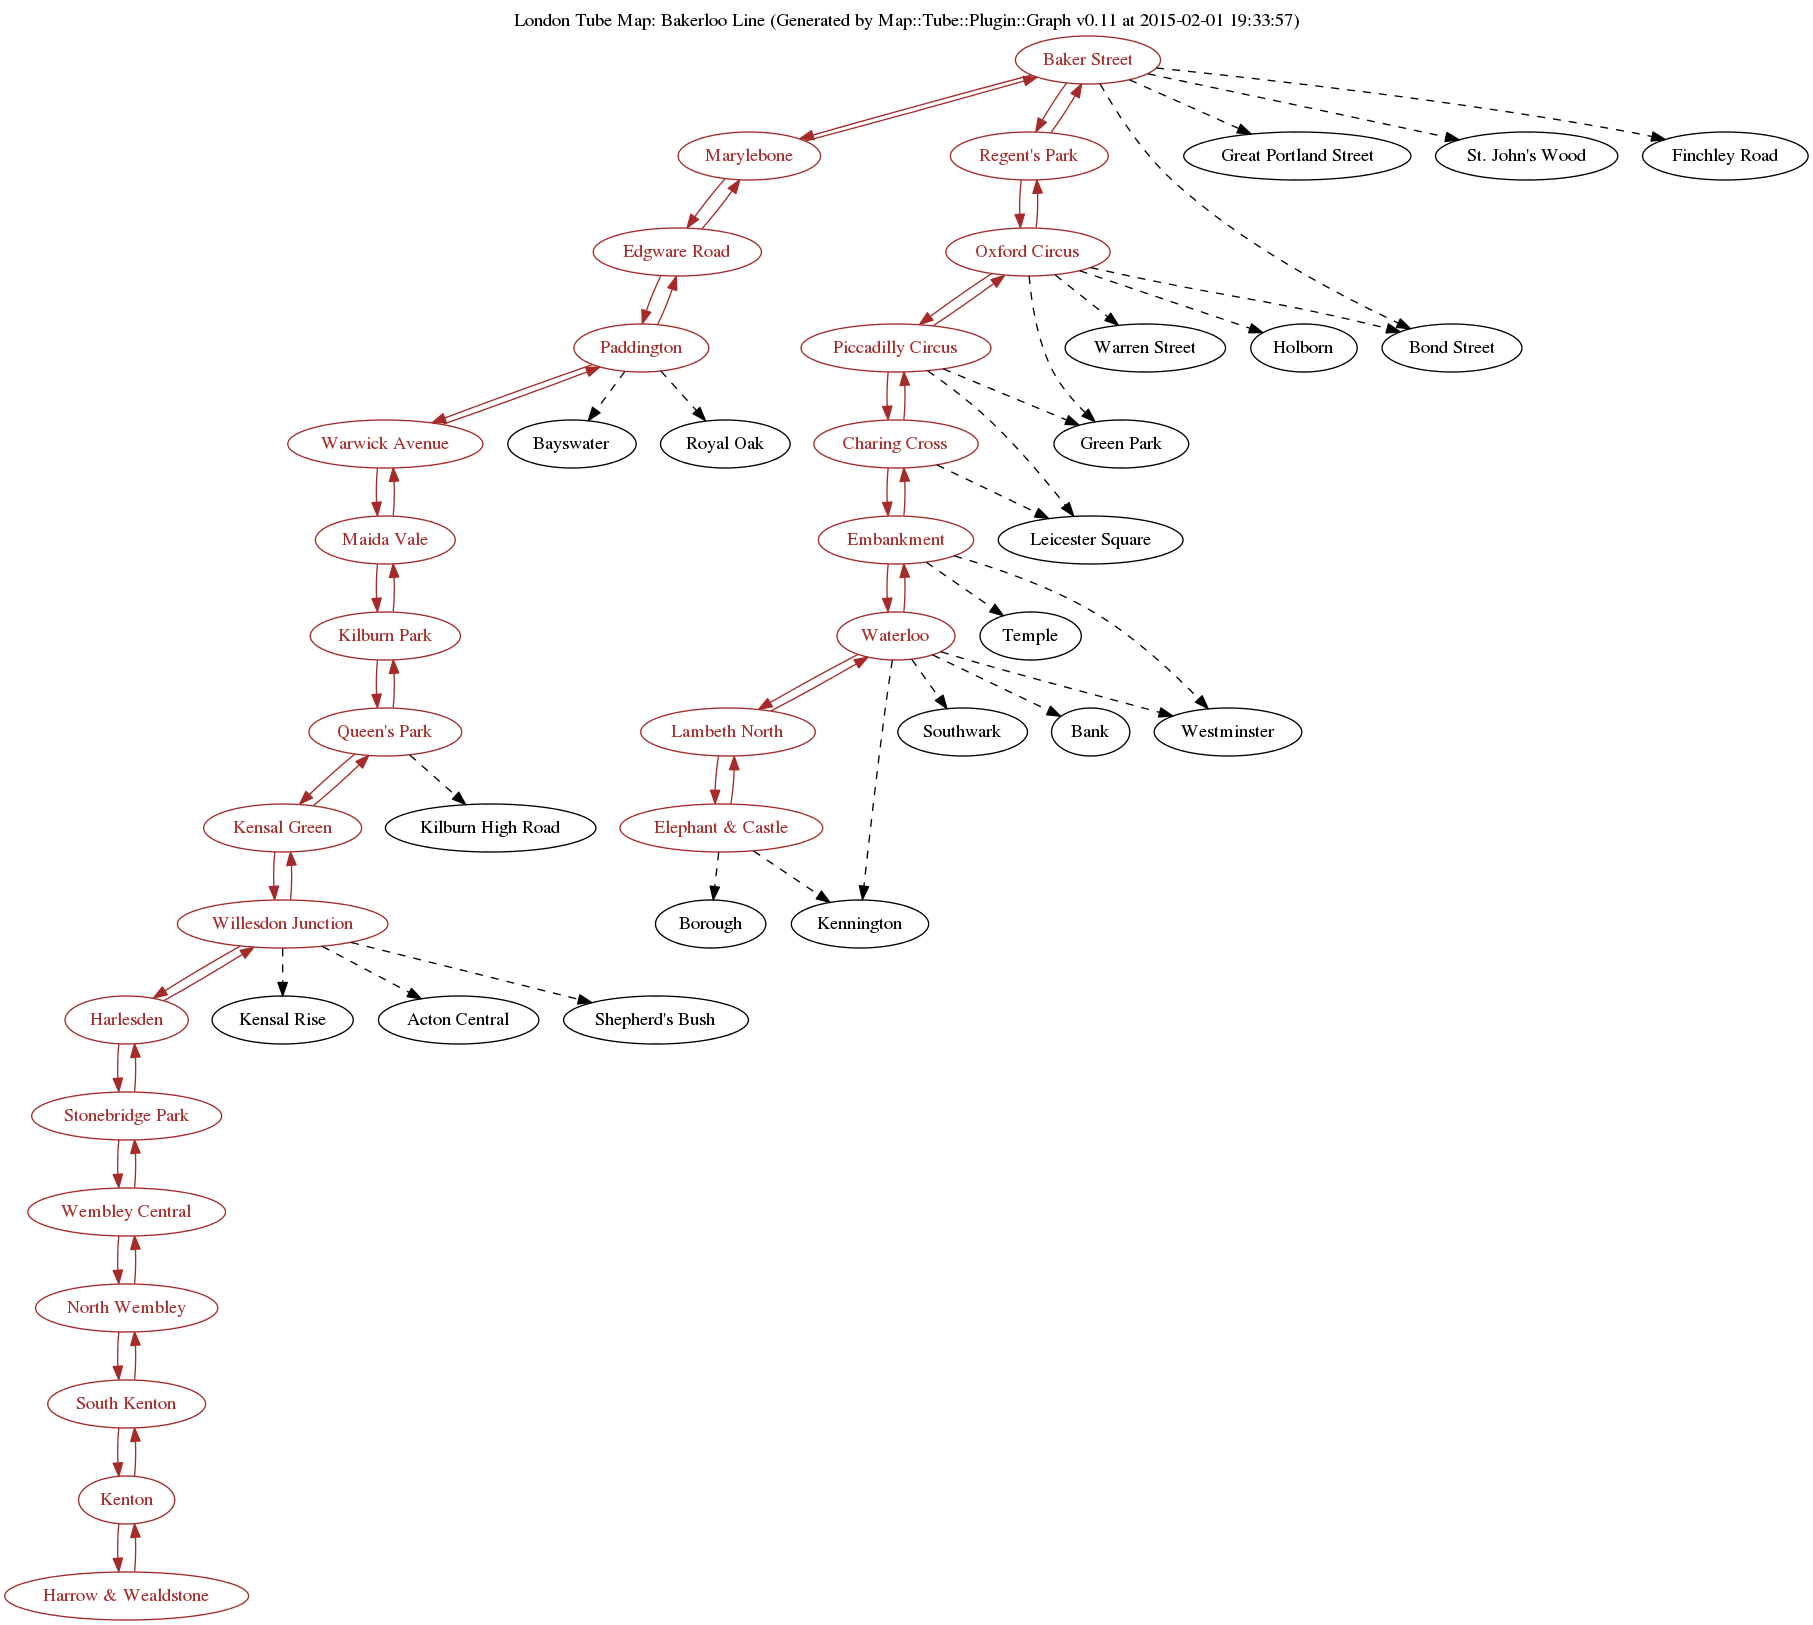 London Tube Map: Bakerloo Line (Generated by Map::Tube::Plugin::Graph v0.11 at 2015-02-01 19:33:57)
Baker Street
Marylebone
Regent's Park
Great Portland Street
St. John's Wood
Finchley Road
Edgware Road
Oxford Circus
Paddington
Piccadilly Circus
Warren Street
Holborn
Bond Street
Warwick Avenue
Bayswater
Royal Oak
Charing Cross
Green Park
Maida Vale
Embankment
Leicester Square
Kilburn Park
Waterloo
Temple
Queen's Park
Lambeth North
Southwark
Bank
Westminster
Kensal Green
Kilburn High Road
Elephant & Castle
Willesdon Junction
Borough
Kennington
Harlesden
Kensal Rise
Acton Central
Shepherd's Bush
Stonebridge Park
Wembley Central
North Wembley
South Kenton
Kenton
Harrow & Wealdstone